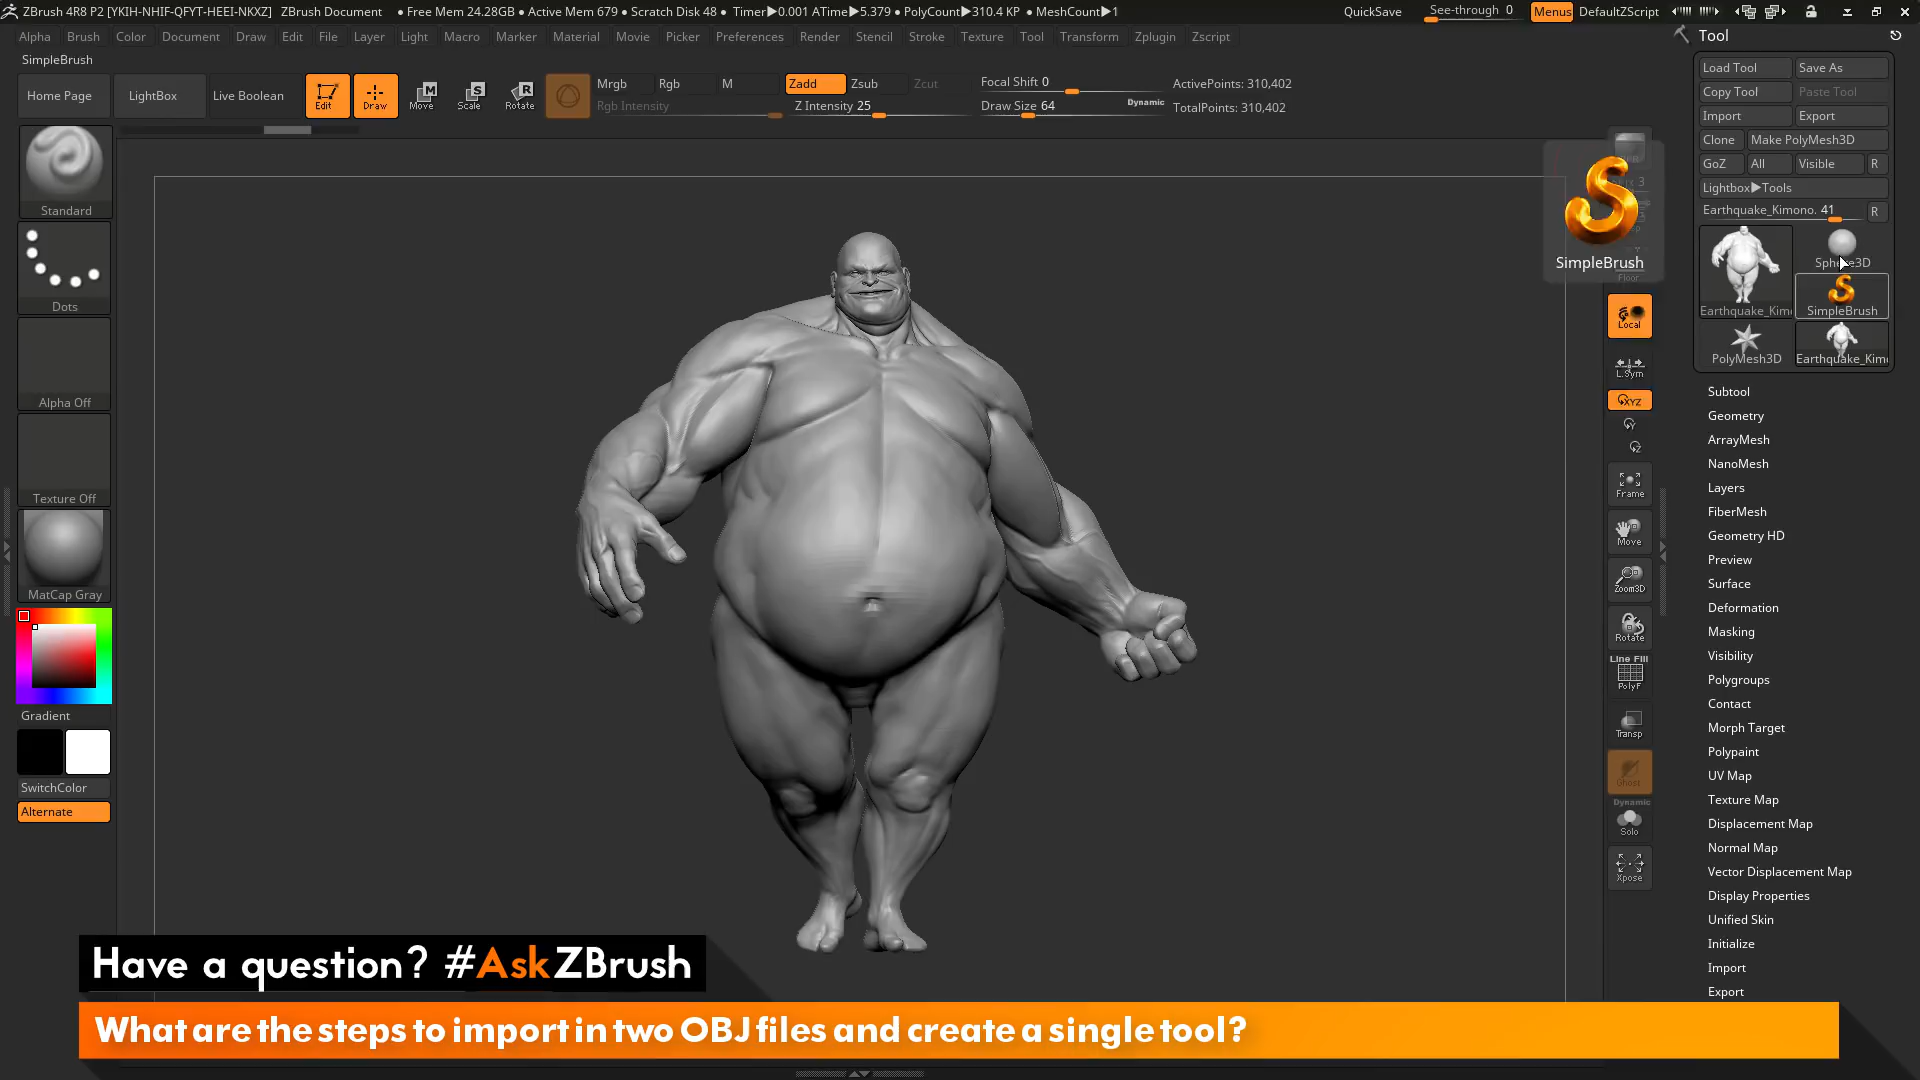 ZBrush 4R8 P2 [YKIH-NHIF-QFYT-HEEI-NKXZ] ZBrush Document ● Free Mem 24.28GB ● Active Mem 679 ● Scratch Disk 48 ● Timer▶0.001 ATime▶5.379 ● PolyCount▶310.4 KP ● MeshCount▶1 QuickSave See-through 0 Menus DefaultZScript
Alpha Brush Color Document Draw Edit File Layer Light Macro Marker Material Movie Picker Preferences Render Stencil Stroke Texture Tool Transform Zplugin Zscript
SimpleBrush
Home Page LightBox Live Boolean Edit Draw Move Scale Rotate
Mrgb Rgb M Zadd Zsub Zcut Focal Shift 0 ActivePoints: 310,402
Rgb Intensity Z Intensity 25 Draw Size 64 Dynamic TotalPoints: 310,402
Standard
Dots
Alpha Off
Texture Off
MatCap Gray
Gradient
SwitchColor
Alternate
SimpleBrush
Floor
Local
L.Sym
XYZ
Y
Z
Frame
Move
Zoom3D
Rotate
Line Fill
PolyF
Transp
Ghost
Dynamic
Solo
Xpose
Tool
Load Tool Save As
Copy Tool Paste Tool
Import Export
Clone Make PolyMesh3D
GoZ All Visible R
Lightbox▶Tools
Earthquake_Kimono. 41 R
Sphere3D
Earthquake_Kim SimpleBrush
PolyMesh3D Earthquake_Kim
Subtool
Geometry
ArrayMesh
NanoMesh
Layers
FiberMesh
Geometry HD
Preview
Surface
Deformation
Masking
Visibility
Polygroups
Contact
Morph Target
Polypaint
UV Map
Texture Map
Displacement Map
Normal Map
Vector Displacement Map
Display Properties
Unified Skin
Initialize
Import
Export
Have a question? #AskZBrush
What are the steps to import in two OBJ files and create a single tool?